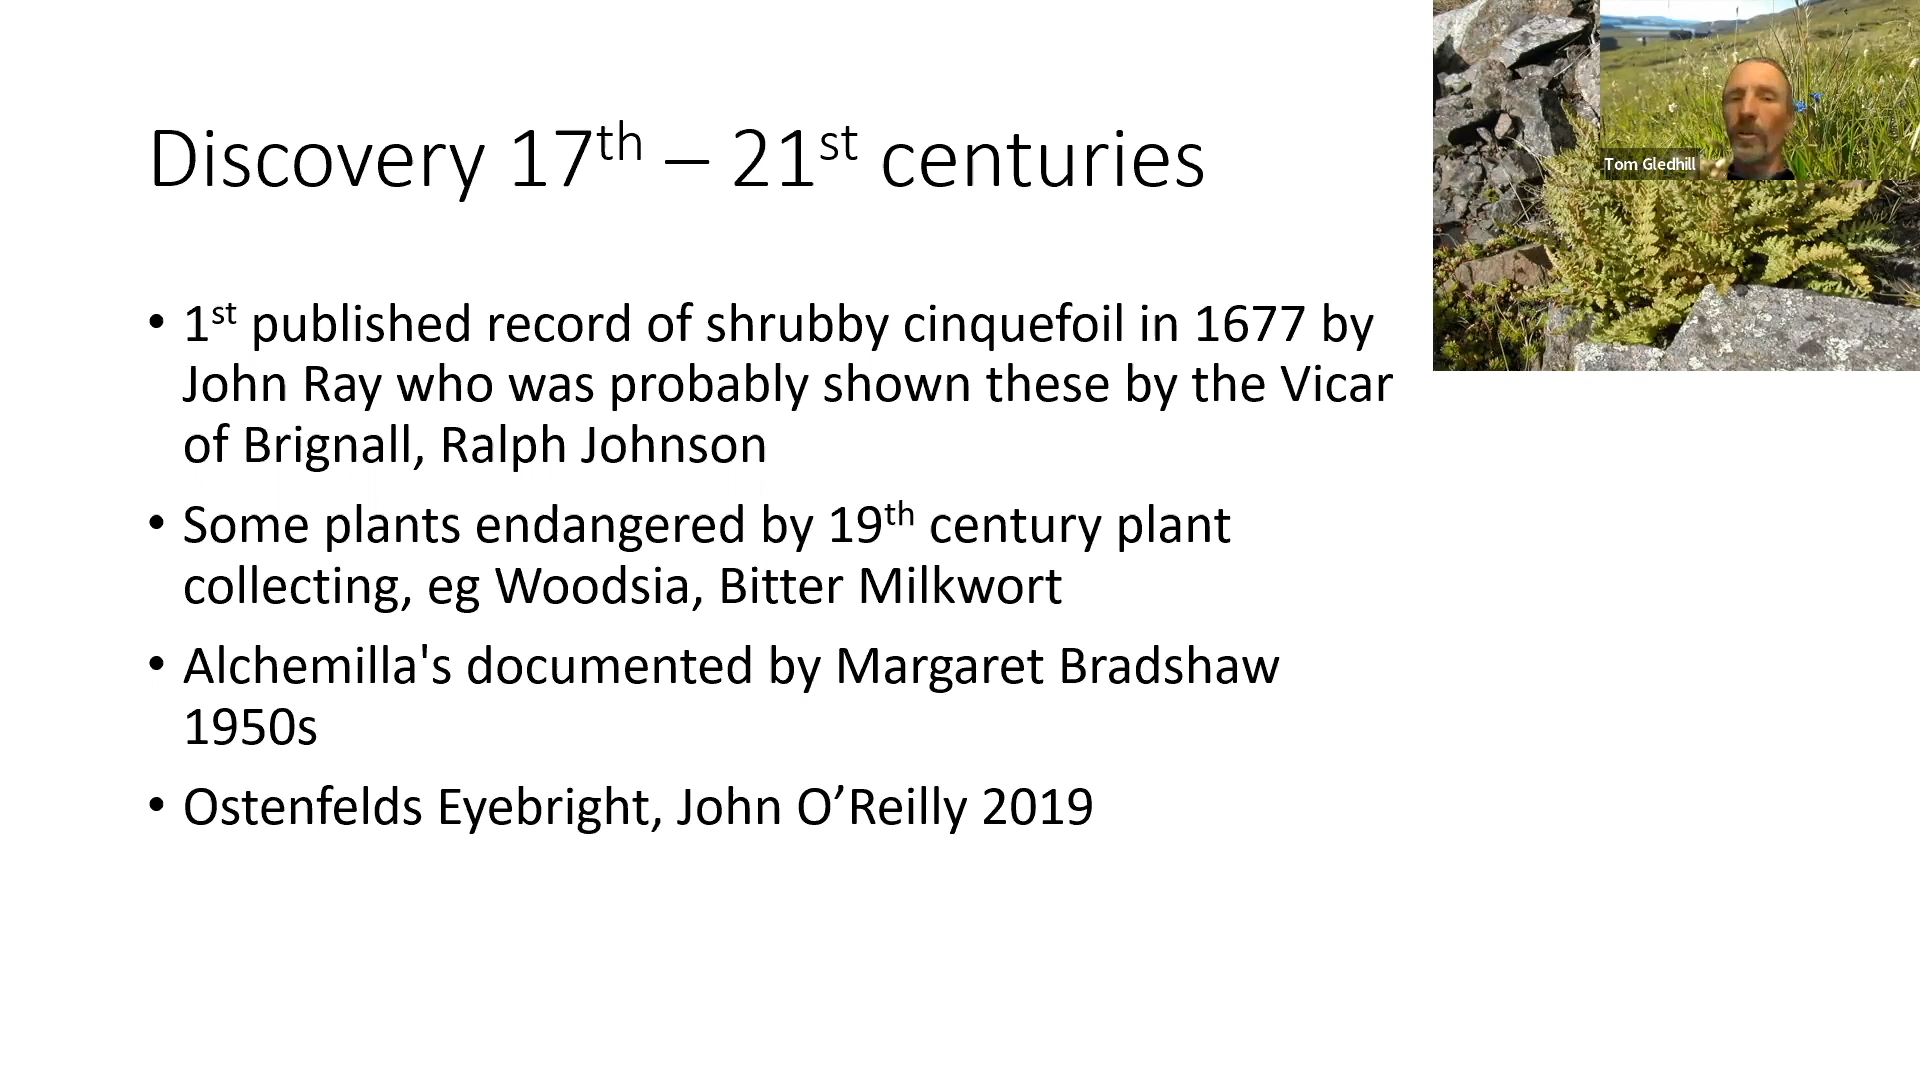 Discovery 17th – 21st centuries
• 1st published record of shrubby cinquefoil in 1677 by
John Ray who was probably shown these by the Vicar
of Brignall, Ralph Johnson
• Some plants endangered by 19th century plant
collecting, eg Woodsia, Bitter Milkwort
• Alchemilla's documented by Margaret Bradshaw
1950s
• Ostenfelds Eyebright, John O’Reilly 2019
Tom Gledhill